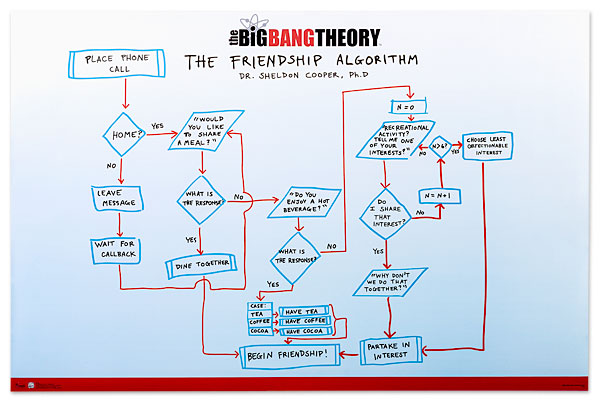 the BiGBANGTHEORY
THE FRIENDSHIP ALGORITHM
DR. SHELDON COOPER, Ph.D
PLACE PHONE
CALL
HOME?
YES
NO
LEAVE
MESSAGE
WAIT FOR
CALLBACK
"WOULD
YOU LIKE
TO SHARE
A MEAL?"
WHAT IS
THE RESPONSE?
NO
YES
DINE TOGETHER
"DO YOU
ENJOY A HOT
BEVERAGE?"
WHAT IS
THE RESPONSE?
NO
YES
CASE:
TEA
HAVE TEA
COFFEE
HAVE COFFEE
COCOA
HAVE COCOA
BEGIN FRIENDSHIP!
N=0
"RECREATIONAL
ACTIVITY?
TELL ME ONE
OF YOUR
INTERESTS?"
NO
N>6?
YES
CHOOSE LEAST
OBJECTIONABLE
INTEREST
N=N+1
DO
I SHARE
THAT
INTEREST?
NO
YES
"WHY DON'T
WE DO THAT
TOGETHER?"
PARTAKE IN
INTEREST